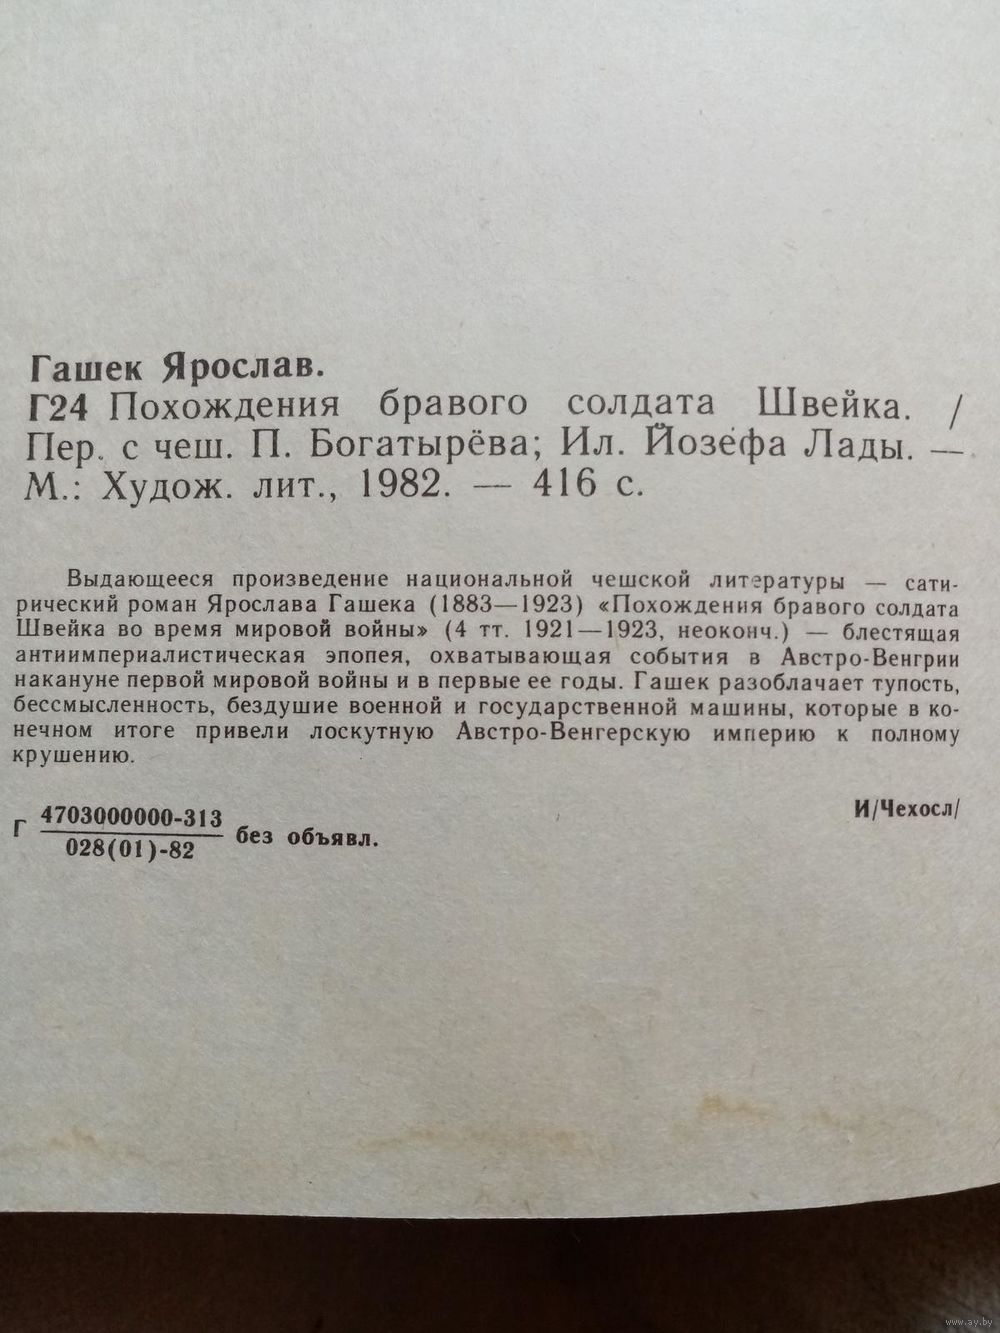 Гашек Ярослав.
Г24 Похождения бравого солдата Швейка. /
Пер. с чеш. П. Богатырёва; Ил. Йозефа Лады. —
М.: Худож. лит., 1982. — 416 с.
Выдающееся произведение национальной чешской литературы — сати-
рический роман Ярослава Гашека (1883—1923) «Похождения бравого солдата
Швейка во время мировой войны» (4 тт. 1921—1923, неоконч.) — блестящая
антиимпериалистическая эпопея, охватывающая события в Австро-Венгрии
накануне первой мировой войны и в первые ее годы. Гашек разоблачает тупость,
бессмысленность, бездушие военной и государственной машины, которые в ко-
нечном итоге привели лоскутную Австро-Венгерскую империю к полному
крушению.
Г 4703000000-313
028(01)-82 без объявл.
И/Чехосл/
www.ay.by